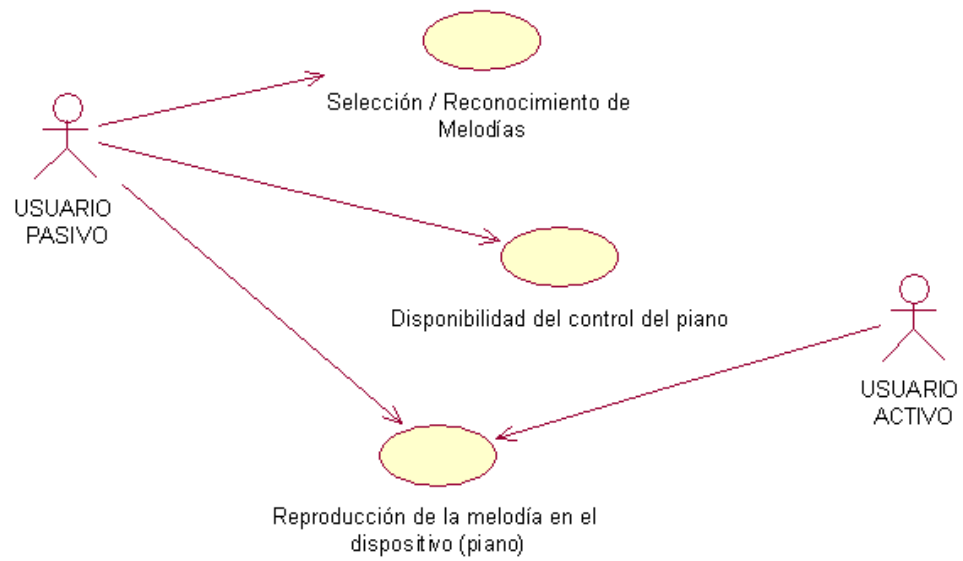 Selección / Reconocimiento de
Melodías
USUARIO
PASIVO
Disponibilidad del control del piano
USUARIO
ACTIVO
Reproducción de la melodía en el
dispositivo (piano)